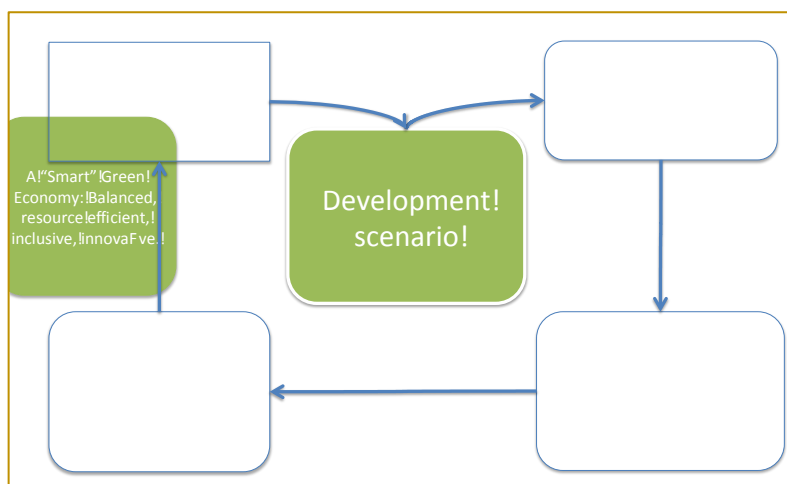 A!“Smart”!Green!
Economy:!Balanced,
resource!efficient,!
inclusive,!innovaFve.!
Development!
scenario!